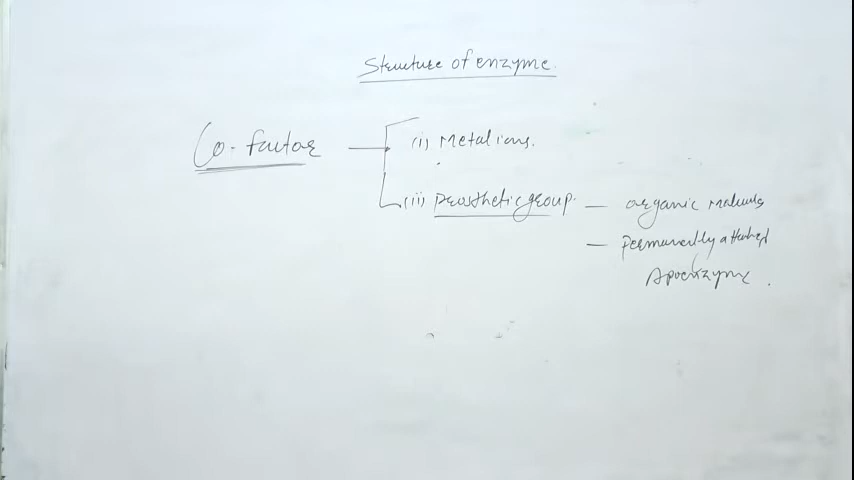 Structure of enzyme.
Co-factor
(i) Metal ions.
(ii) prosthetic group. — organic molecules
— permanently attached
Apoenzyme.